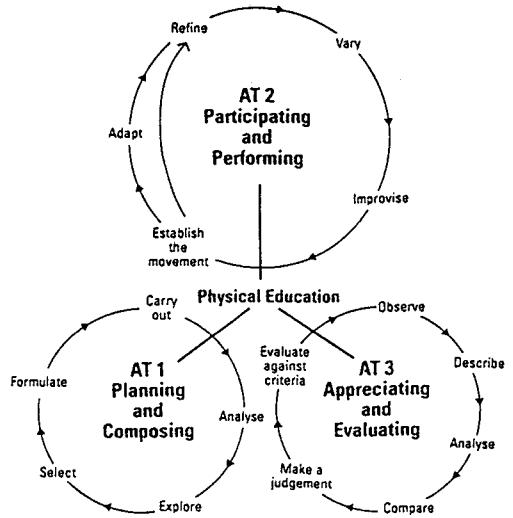 Refine
Vary
AT 2
Participating
and
Performing
Adapt
Improvise
Establish
the
movement
Physical Education
Carry
out
AT 1
Planning
and
Composing
Formulate
Analyse
Select
Explore
Observe
Evaluate
against
criteria
Describe
AT 3
Appreciating
and
Evaluating
Analyse
Make a
judgement
Compare